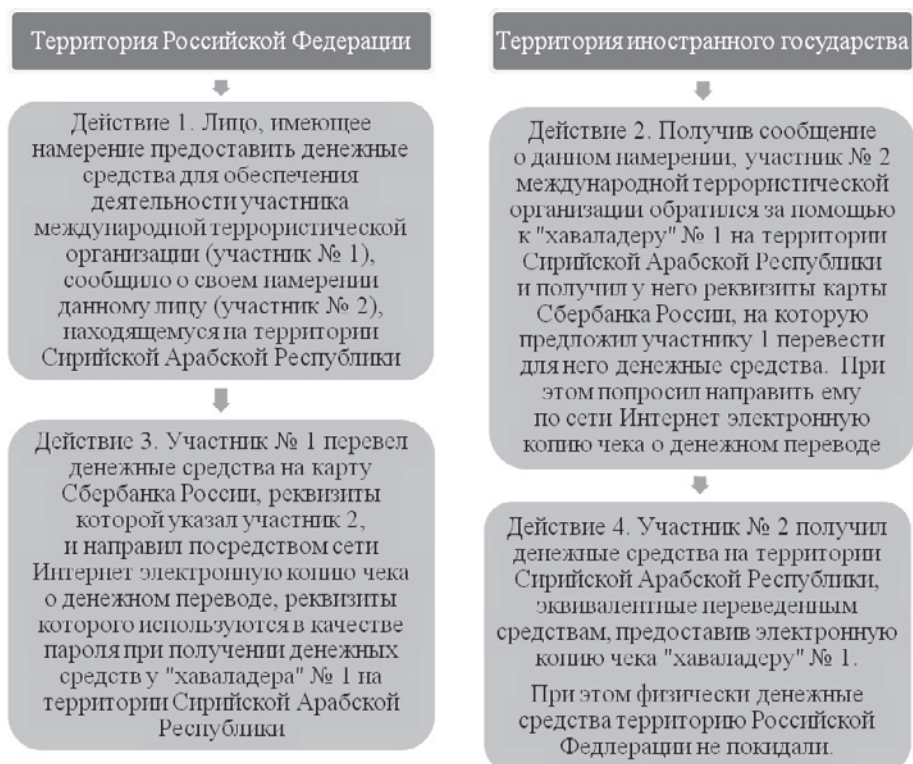 Территория Российской Федерации
Действие 1. Лицо, имеющее
намерение предоставить денежные
средства для обеспечения
деятельности участника
международной террористической
организации (участник № 1),
сообщило о своем намерении
данному лицу (участник № 2),
находящемуся на территории
Сирийской Арабской Республики
Действие 3. Участник № 1 перевел
денежные средства на карту
Сбербанка России, реквизиты
которой указал участник 2,
и направил посредством сети
Интернет электронную копию чека
о денежном переводе, реквизиты
которого используются в качестве
пароля при получении денежных
средств у "хаваладера" № 1 на
территории Сирийской Арабской
Республики
Территория иностранного государства
Действие 2. Получив сообщение
о данном намерении, участник № 2
международной террористической
организации обратился за помощью
к "хаваладеру" № 1 на территории
Сирийской Арабской Республики
и получил у него реквизиты карты
Сбербанка России, на которую
предложил участнику 1 перевести
для него денежные средства. При
этом попросил направить ему
по сети Интернет электронную
копию чека о денежном переводе
Действие 4. Участник № 2 получил
денежные средства на территории
Сирийской Арабской Республики,
эквивалентные переведенным
средствам, предоставив электронную
копию чека "хаваладеру" № 1.
При этом физически денежные
средства территорию Российской
Федлерации не покидали.